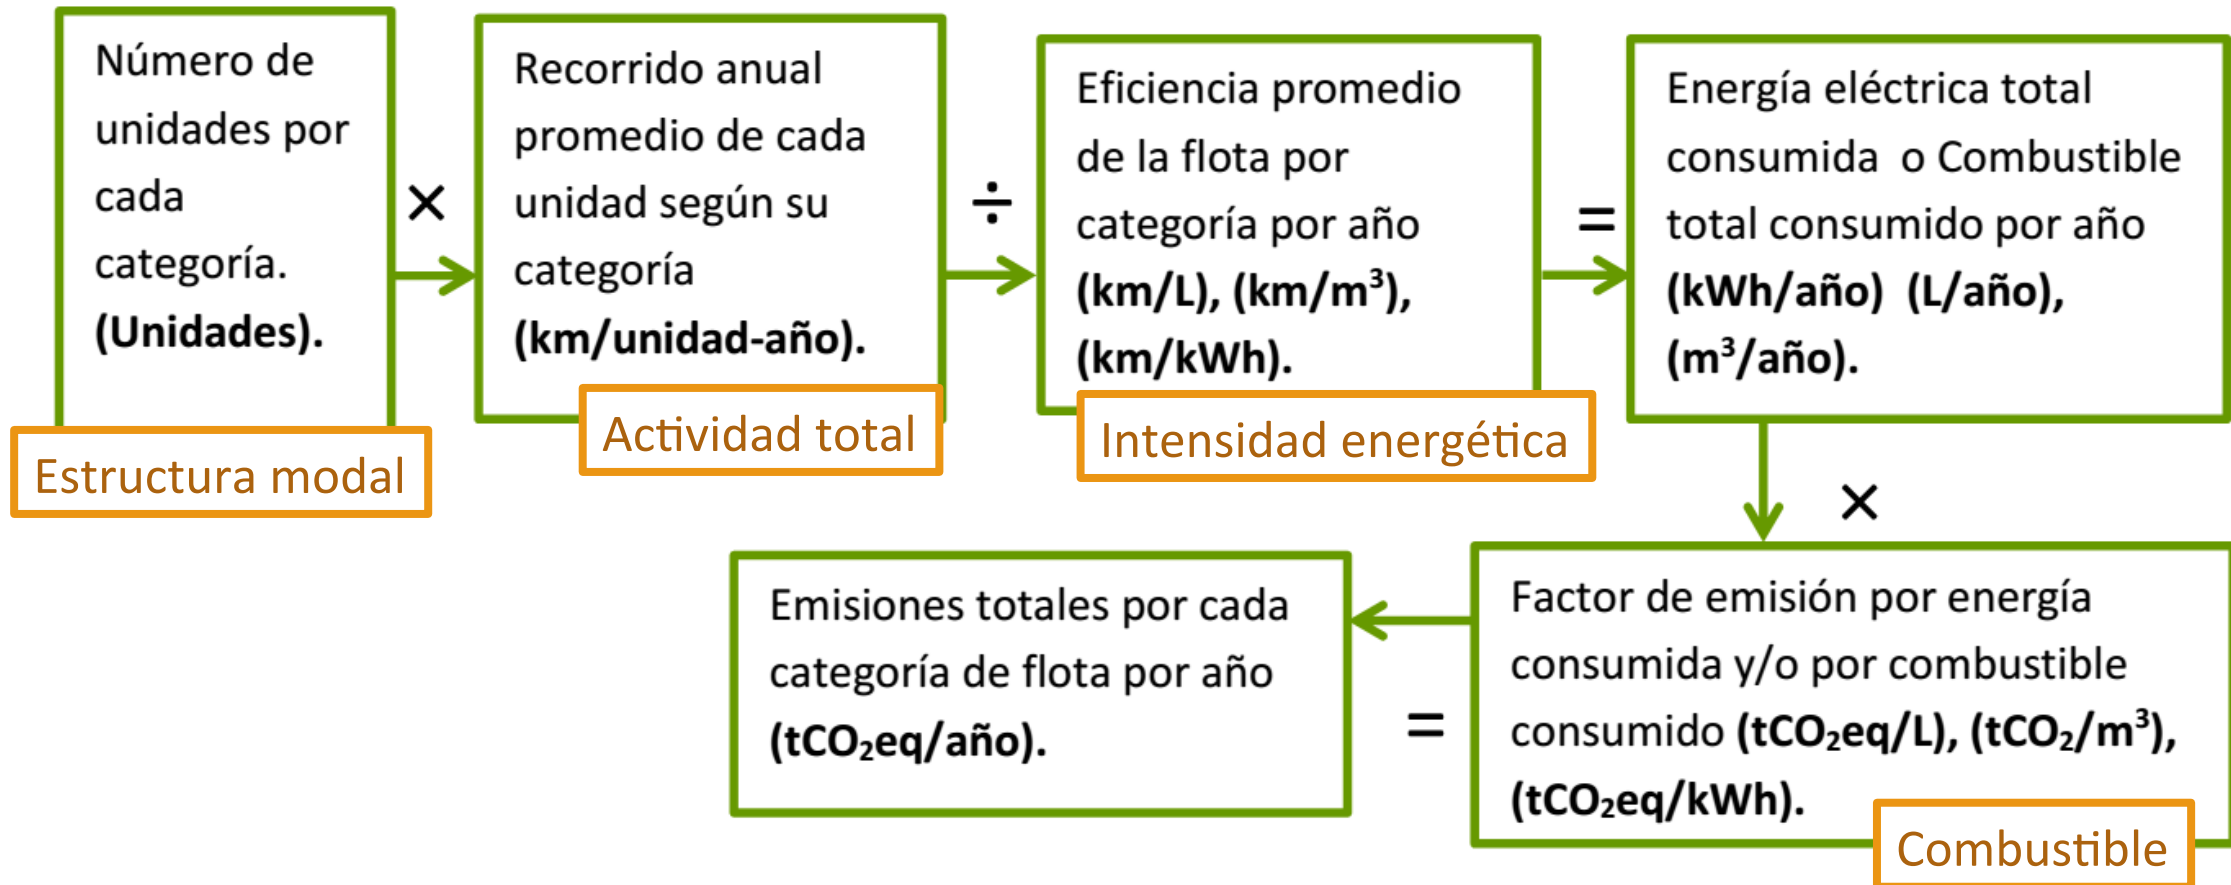 Número de
unidades por
cada
categoría.
(Unidades).
Estructura modal
×
Recorrido anual
promedio de cada
unidad según su
categoría
(km/unidad-año).
Actividad total
÷
Eficiencia promedio
de la flota por
categoría por año
(km/L), (km/m³),
(km/kWh).
Intensidad energética
=
Energía eléctrica total
consumida o Combustible
total consumido por año
(kWh/año) (L/año),
(m³/año).
×
Factor de emisión por energía
consumida y/o por combustible
consumido (tCO₂eq/L), (tCO₂/m³),
(tCO₂eq/kWh).
Combustible
=
Emisiones totales por cada
categoría de flota por año
(tCO₂eq/año).